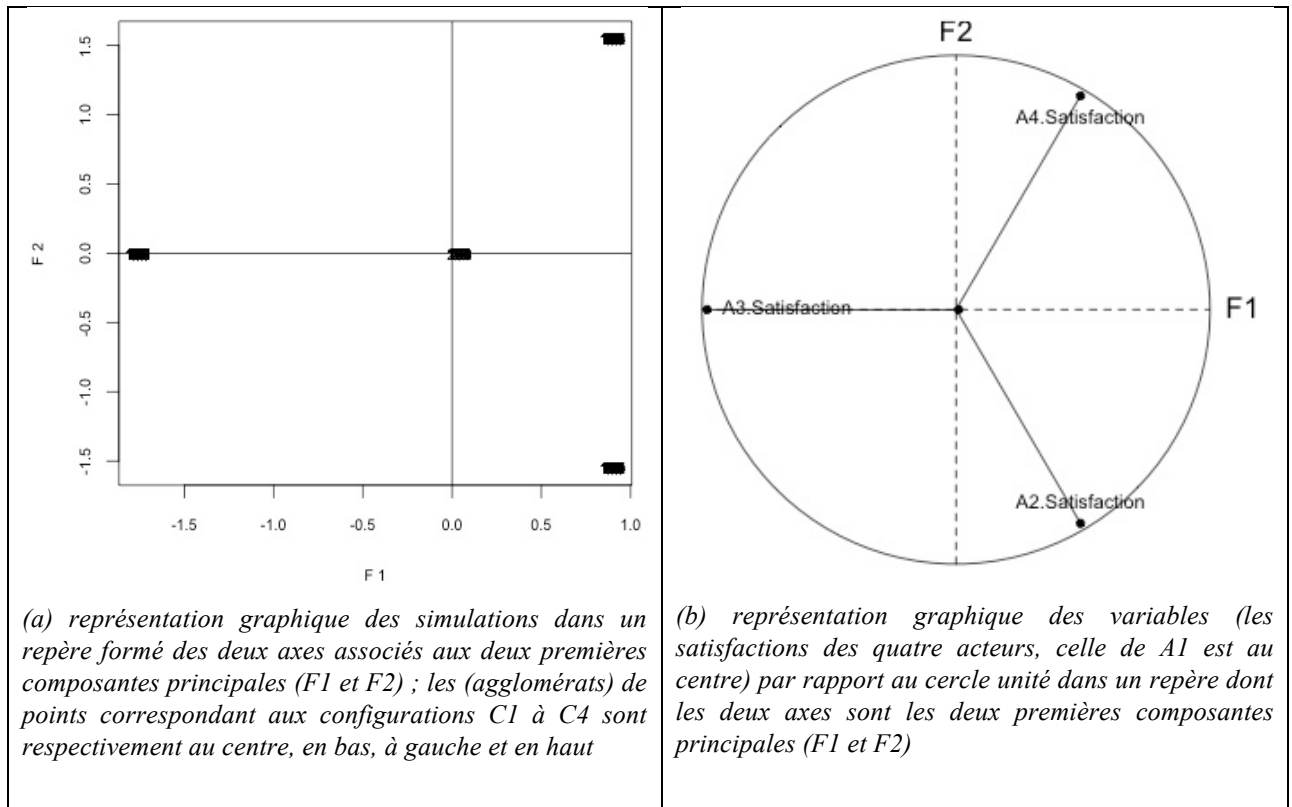 1.5
1.0
0.5
0.0
-0.5
-1.0
-1.5
F 2
-1.5 -1.0 -0.5 0.0 0.5 1.0
F 1
(a) représentation graphique des simulations dans un
repère formé des deux axes associés aux deux premières
composantes principales (F1 et F2) ; les (agglomérats) de
points correspondant aux configurations C1 à C4 sont
respectivement au centre, en bas, à gauche et en haut
F2
A4.Satisfaction
A3.Satisfaction
F1
A2.Satisfaction
(b) représentation graphique des variables (les
satisfactions des quatre acteurs, celle de A1 est au
centre) par rapport au cercle unité dans un repère dont
les deux axes sont les deux premières composantes
principales (F1 et F2)